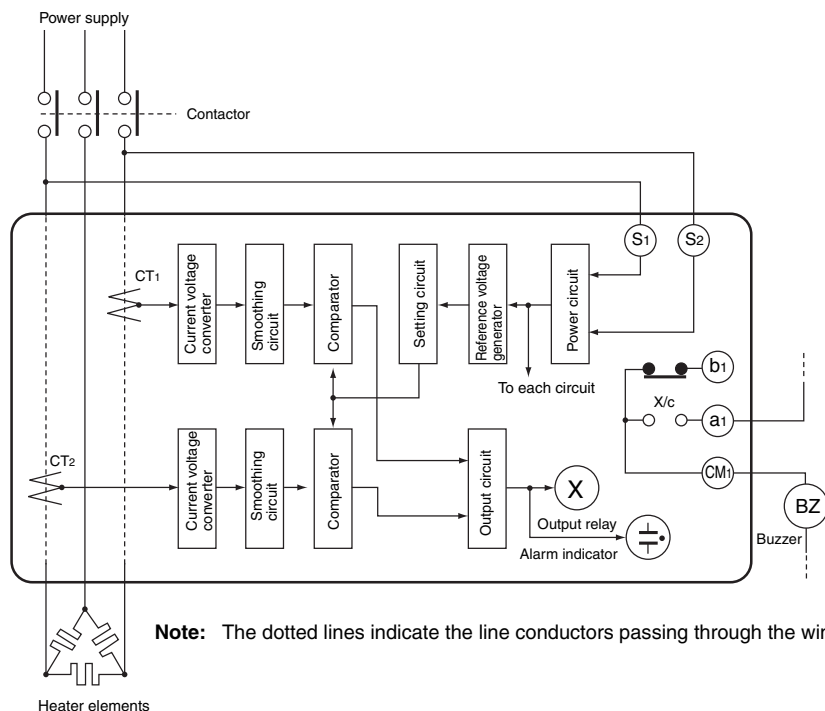 Power supply
Contactor
S1
S2
CT1
Current voltage
converter
Smoothing
circuit
Comparator
Setting circuit
Reference voltage
generator
Power circuit
To each circuit
b1
X/c
a1
CT2
Current voltage
converter
Smoothing
circuit
Comparator
Output circuit
X
CM1
BZ
Output relay
Buzzer
Alarm indicator
Note: The dotted lines indicate the line conductors passing through the
Heater elements